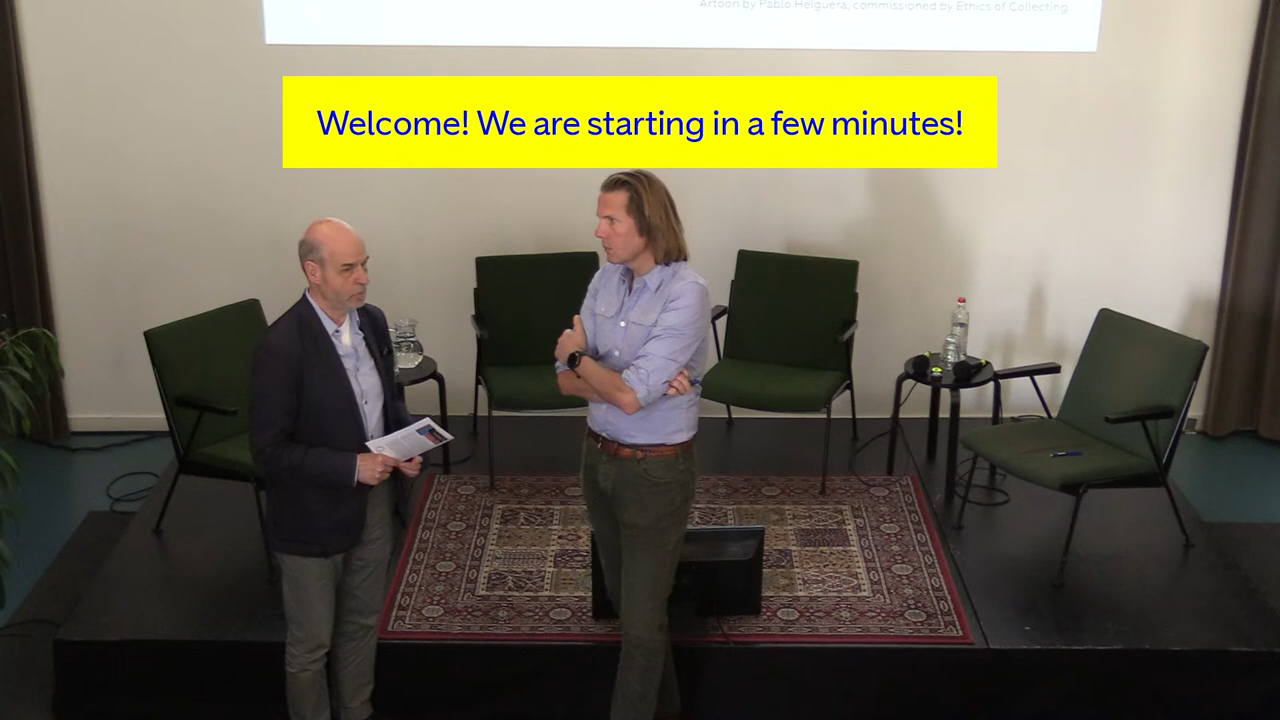 Artoon by Pablo Helguera, commissioned by Ethics of Collecting
Welcome! We are starting in a few minutes!